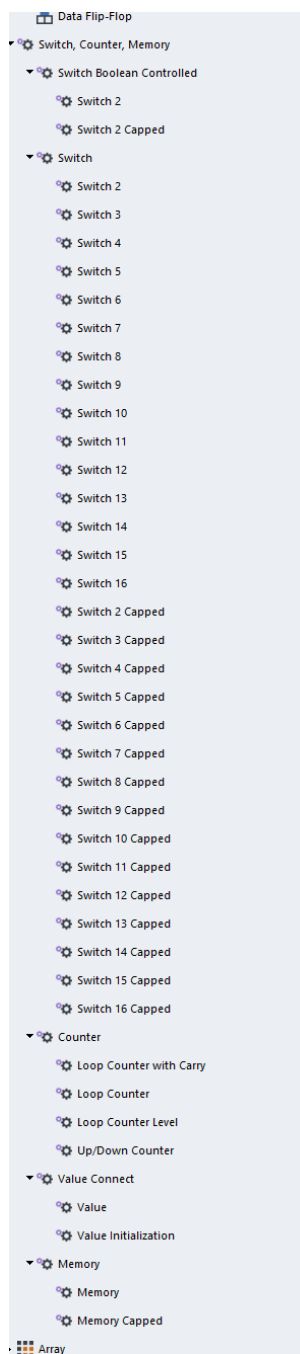 Data Flip-Flop
Switch, Counter, Memory
Switch Boolean Controlled
Switch 2
Switch 2 Capped
Switch
Switch 2
Switch 3
Switch 4
Switch 5
Switch 6
Switch 7
Switch 8
Switch 9
Switch 10
Switch 11
Switch 12
Switch 13
Switch 14
Switch 15
Switch 16
Switch 2 Capped
Switch 3 Capped
Switch 4 Capped
Switch 5 Capped
Switch 6 Capped
Switch 7 Capped
Switch 8 Capped
Switch 9 Capped
Switch 10 Capped
Switch 11 Capped
Switch 12 Capped
Switch 13 Capped
Switch 14 Capped
Switch 15 Capped
Switch 16 Capped
Counter
Loop Counter with Carry
Loop Counter
Loop Counter Level
Up/Down Counter
Value Connect
Value
Value Initialization
Memory
Memory
Memory Capped
Array